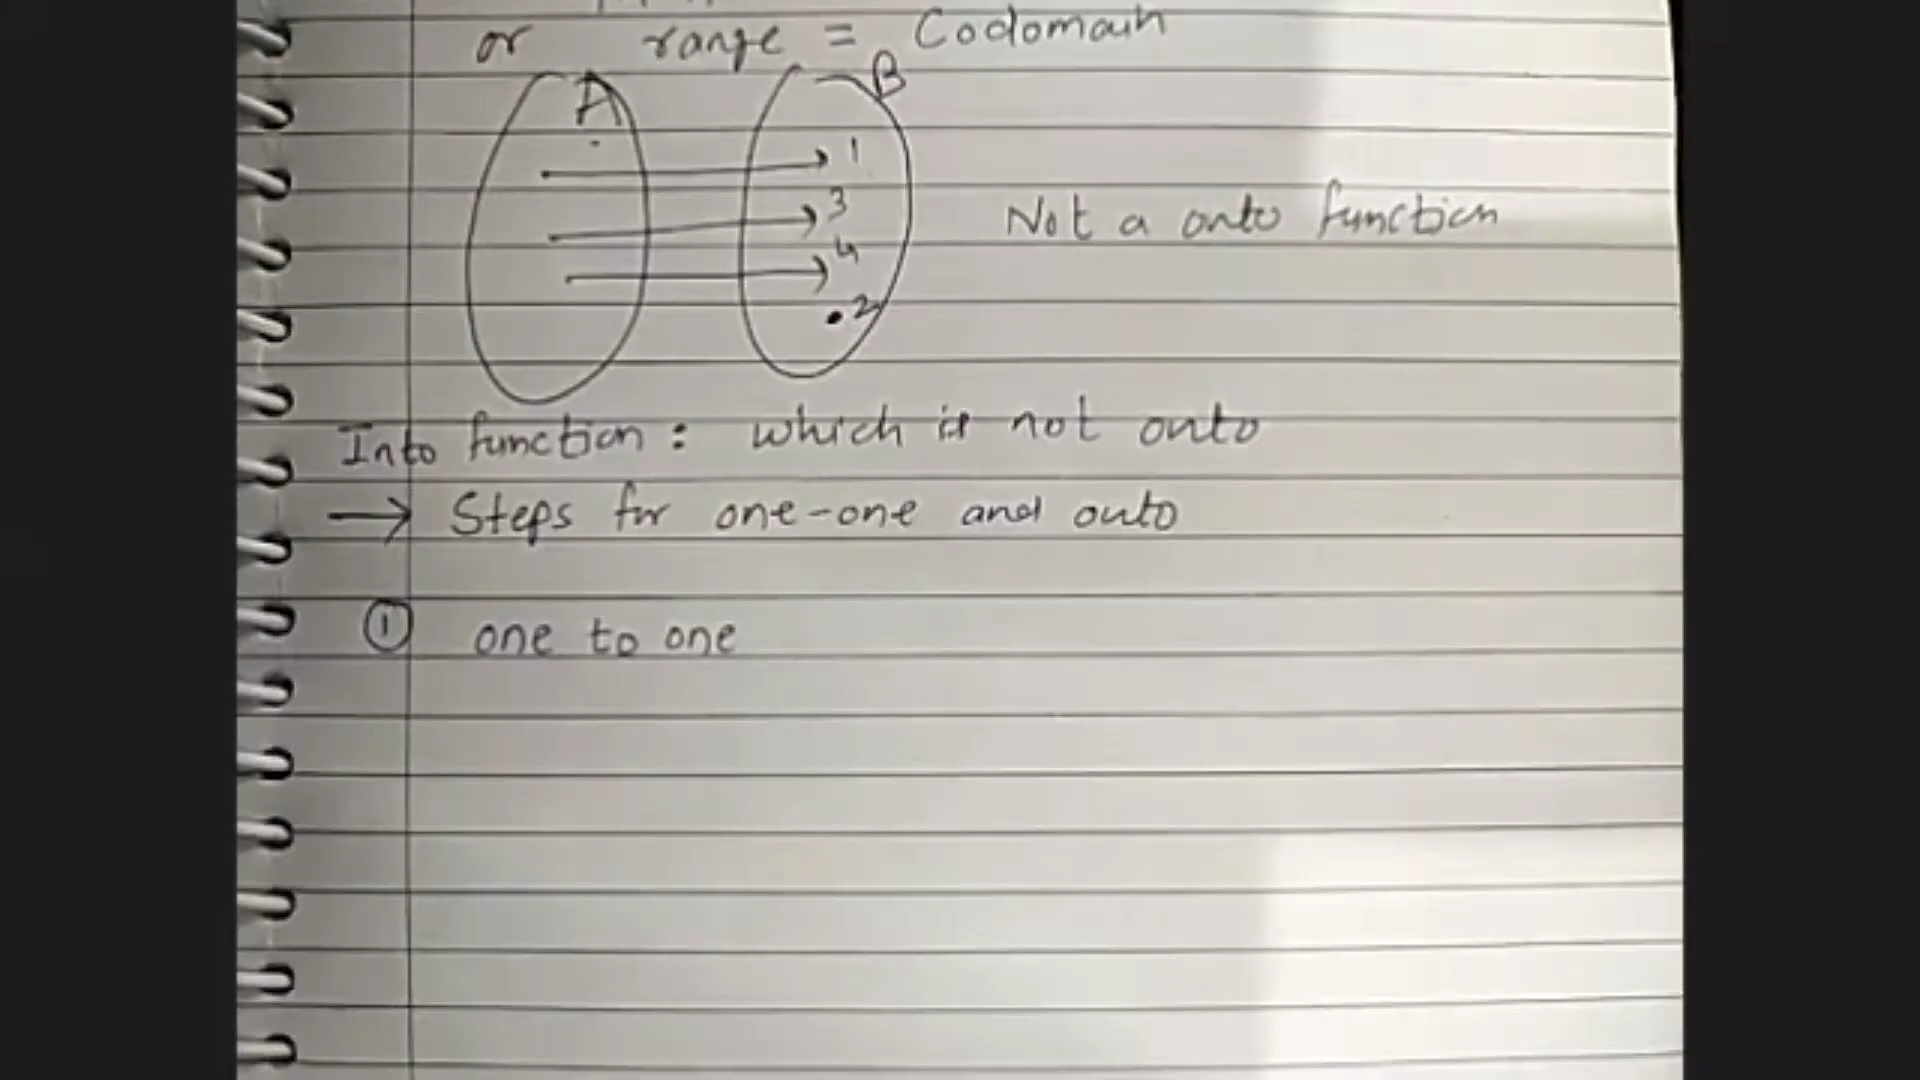 or range = Codomain
A B
1
3
4
.2
Not a onto function
Into function : which is not onto
→ Steps for one-one and onto
① one to one